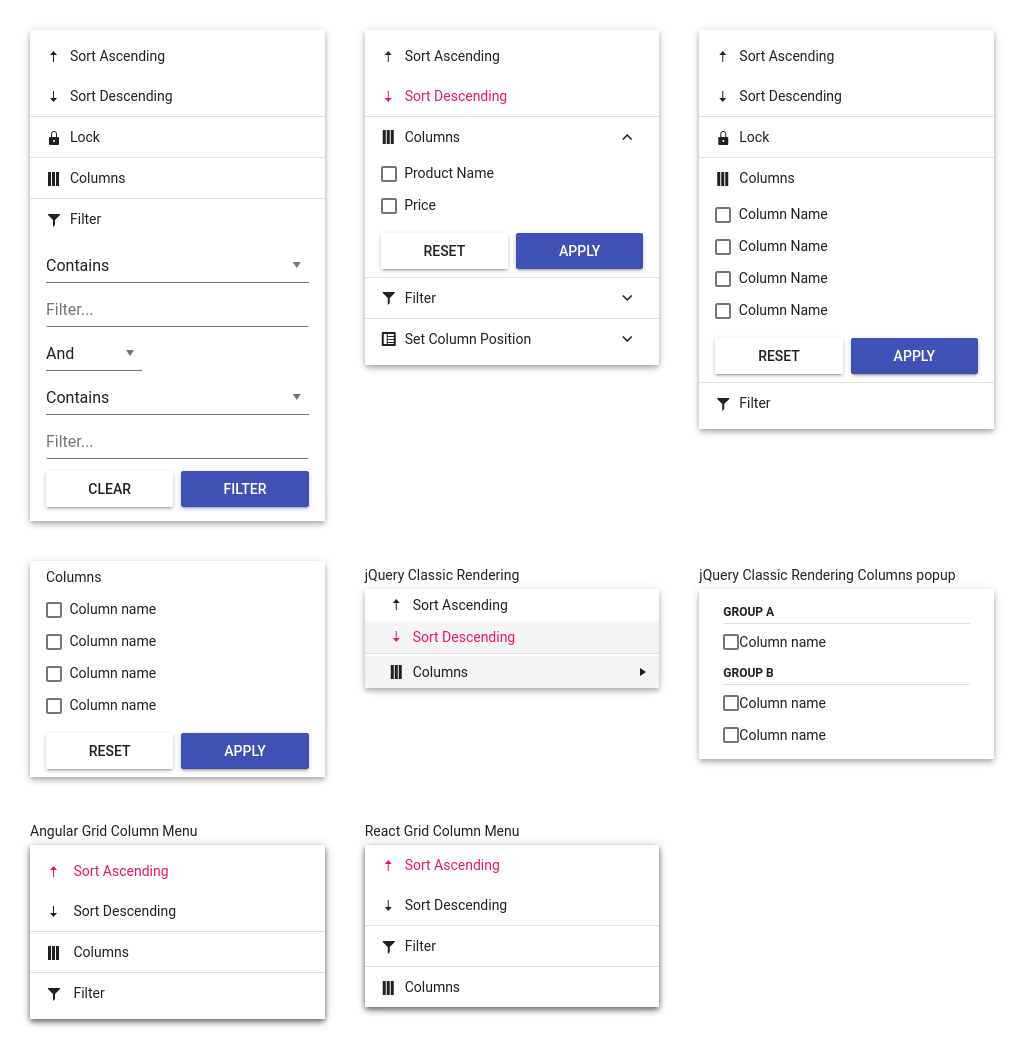 Sort Ascending
Sort Descending
Lock
Columns
Filter
Contains
Filter...
And
Contains
Filter...
CLEAR FILTER
Sort Ascending
Sort Descending
Columns
Product Name
Price
RESET APPLY
Filter
Set Column Position
Sort Ascending
Sort Descending
Lock
Columns
Column Name
Column Name
Column Name
Column Name
RESET APPLY
Filter
Columns
Column name
Column name
Column name
Column name
RESET APPLY
jQuery Classic Rendering
Sort Ascending
Sort Descending
Columns
jQuery Classic Rendering Columns popup
GROUP A
Column name
GROUP B
Column name
Column name
Angular Grid Column Menu
Sort Ascending
Sort Descending
Columns
Filter
React Grid Column Menu
Sort Ascending
Sort Descending
Filter
Columns